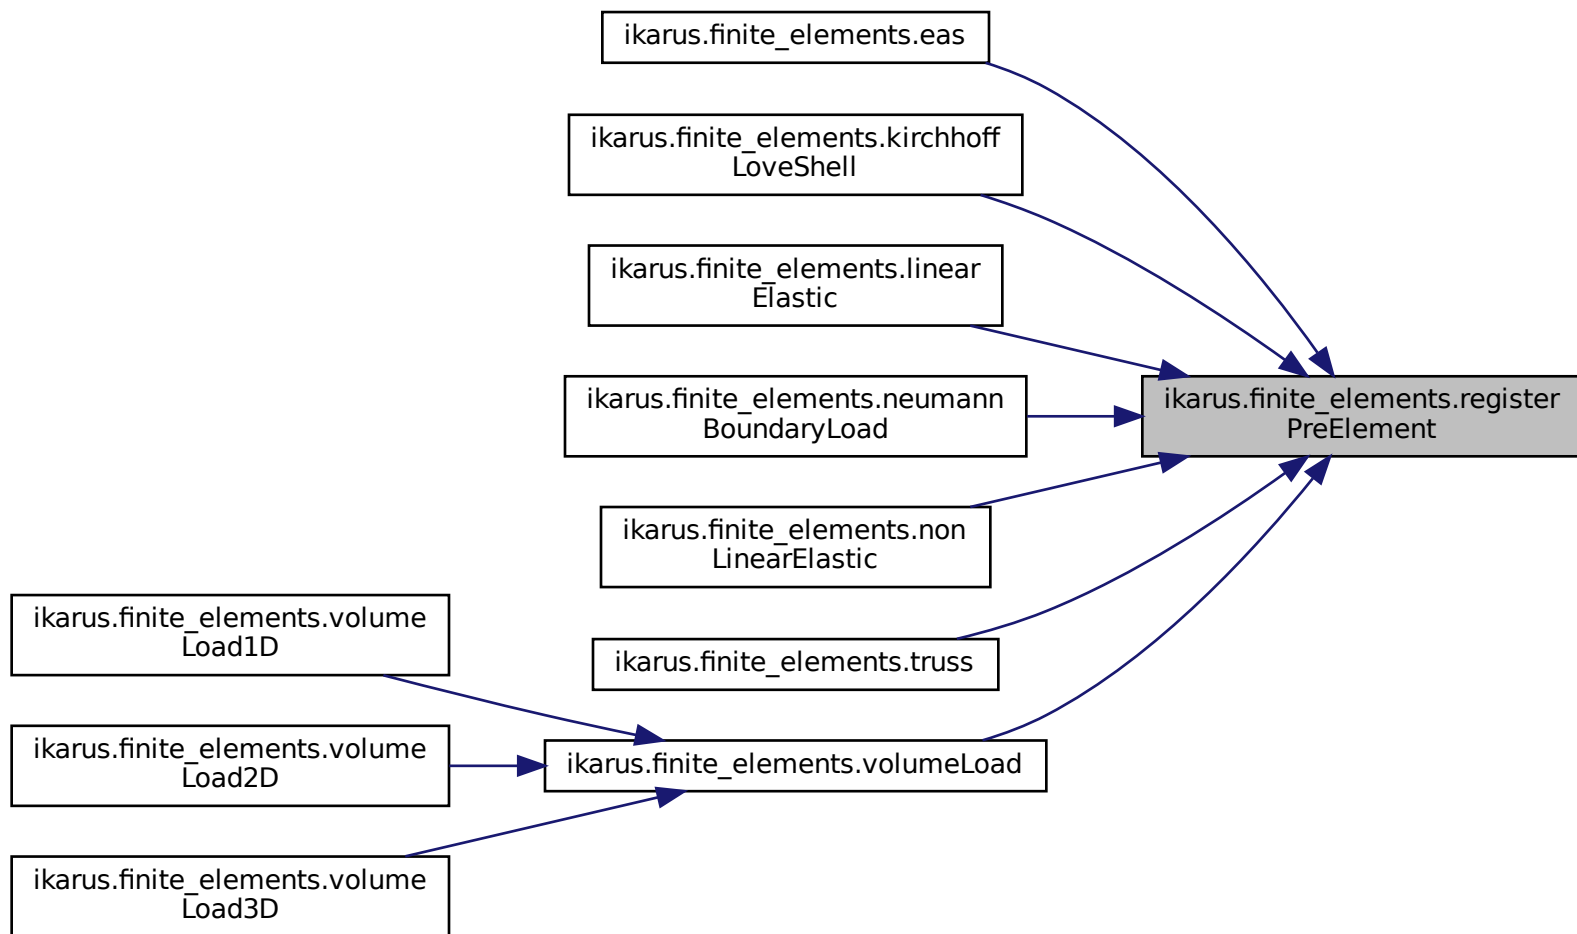 ikarus.finite_elements.eas
ikarus.finite_elements.kirchhoff
LoveShell
ikarus.finite_elements.linear
Elastic
ikarus.finite_elements.neumann
BoundaryLoad
ikarus.finite_elements.register
PreElement
ikarus.finite_elements.non
LinearElastic
ikarus.finite_elements.truss
ikarus.finite_elements.volume
Load1D
ikarus.finite_elements.volume
Load2D
ikarus.finite_elements.volumeLoad
ikarus.finite_elements.volume
Load3D